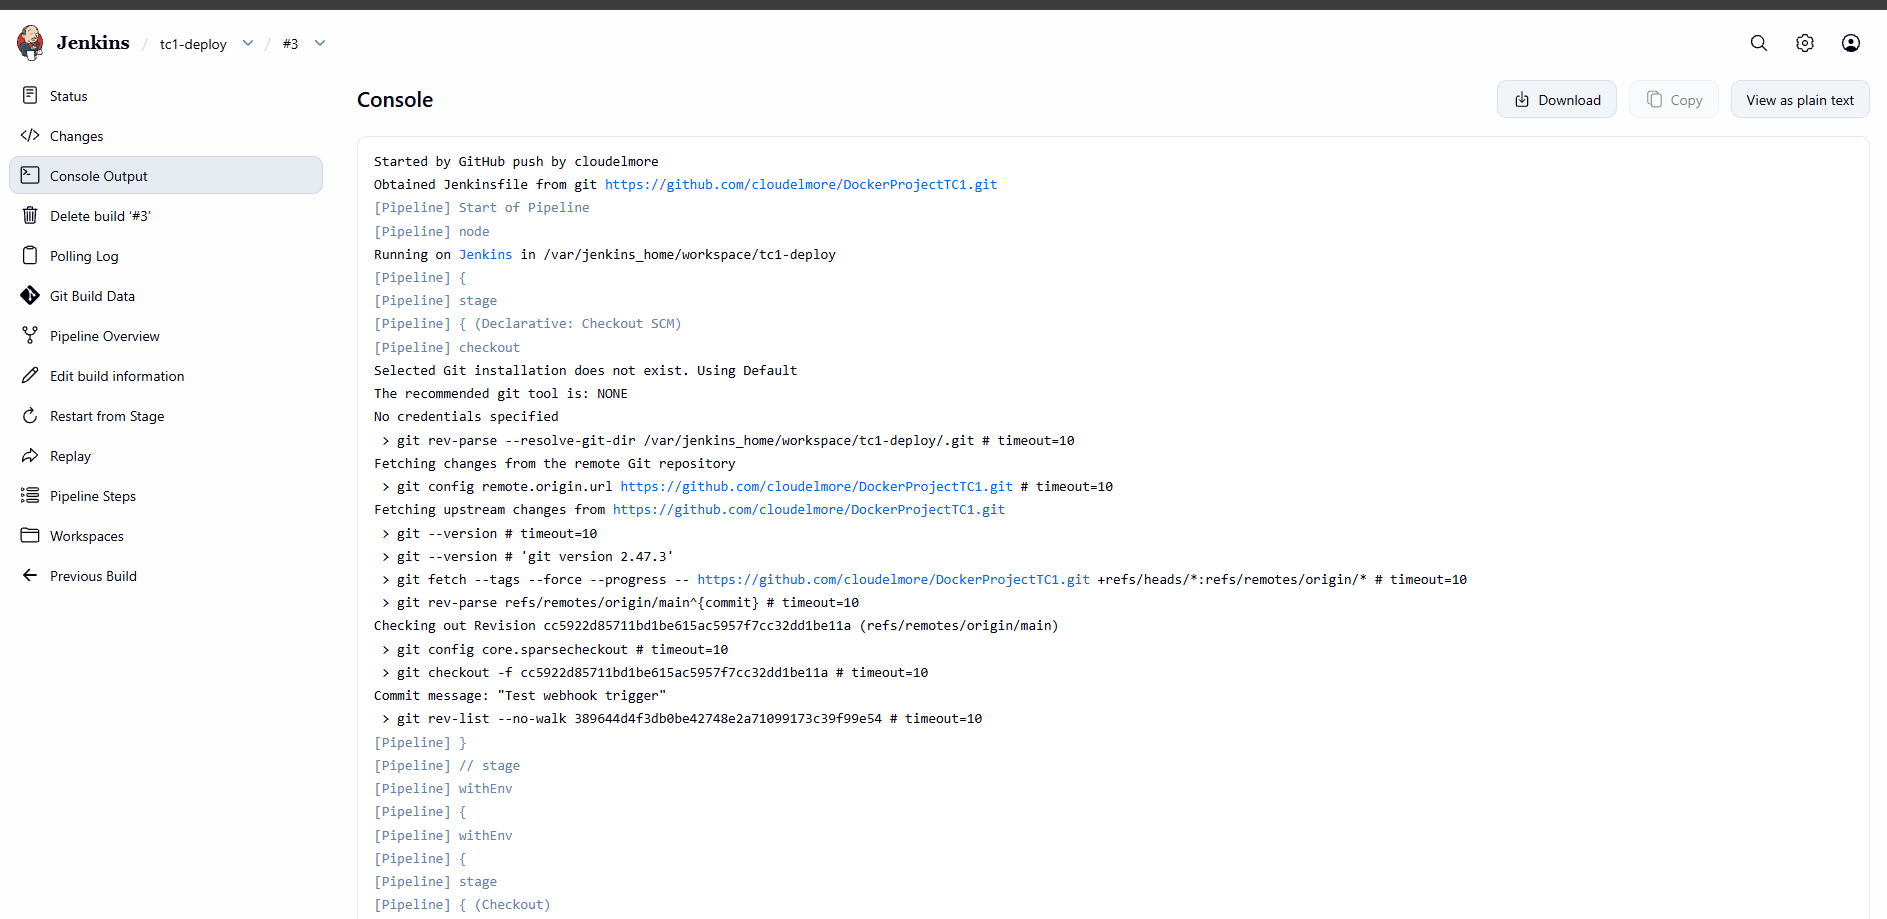 Jenkins / tc1-deploy / #3
Status
Changes
Console Output
Delete build ‘#3’
Polling Log
Git Build Data
Pipeline Overview
Edit build information
Restart from Stage
Replay
Pipeline Steps
Workspaces
Previous Build
Console
Download
Copy
View as plain text
Started by GitHub push by cloudelmore
Obtained Jenkinsfile from git https://github.com/cloudelmore/DockerProjectTC1.git
[Pipeline] Start of Pipeline
[Pipeline] node
Running on Jenkins in /var/jenkins_home/workspace/tc1-deploy
[Pipeline] {
[Pipeline] stage
[Pipeline] { (Declarative: Checkout SCM)
[Pipeline] checkout
Selected Git installation does not exist. Using Default
The recommended git tool is: NONE
No credentials specified
 > git rev-parse --resolve-git-dir /var/jenkins_home/workspace/tc1-deploy/.git # timeout=10
Fetching changes from the remote Git repository
 > git config remote.origin.url https://github.com/cloudelmore/DockerProjectTC1.git # timeout=10
Fetching upstream changes from https://github.com/cloudelmore/DockerProjectTC1.git
 > git --version # timeout=10
 > git --version # 'git version 2.47.3'
 > git fetch --tags --force --progress -- https://github.com/cloudelmore/DockerProjectTC1.git +refs/heads/*:refs/remotes/origin/* # timeout=10
 > git rev-parse refs/remotes/origin/main^{commit} # timeout=10
Checking out Revision cc5922d85711bd1be615ac5957f7cc32dd1be11a (refs/remotes/origin/main)
 > git config core.sparsecheckout # timeout=10
 > git checkout -f cc5922d85711bd1be615ac5957f7cc32dd1be11a # timeout=10
Commit message: "Test webhook trigger"
 > git rev-list --no-walk 389644d4f3db0be42748e2a71099173c39f99e54 # timeout=10
[Pipeline] }
[Pipeline] // stage
[Pipeline] withEnv
[Pipeline] {
[Pipeline] withEnv
[Pipeline] {
[Pipeline] stage
[Pipeline] { (Checkout)